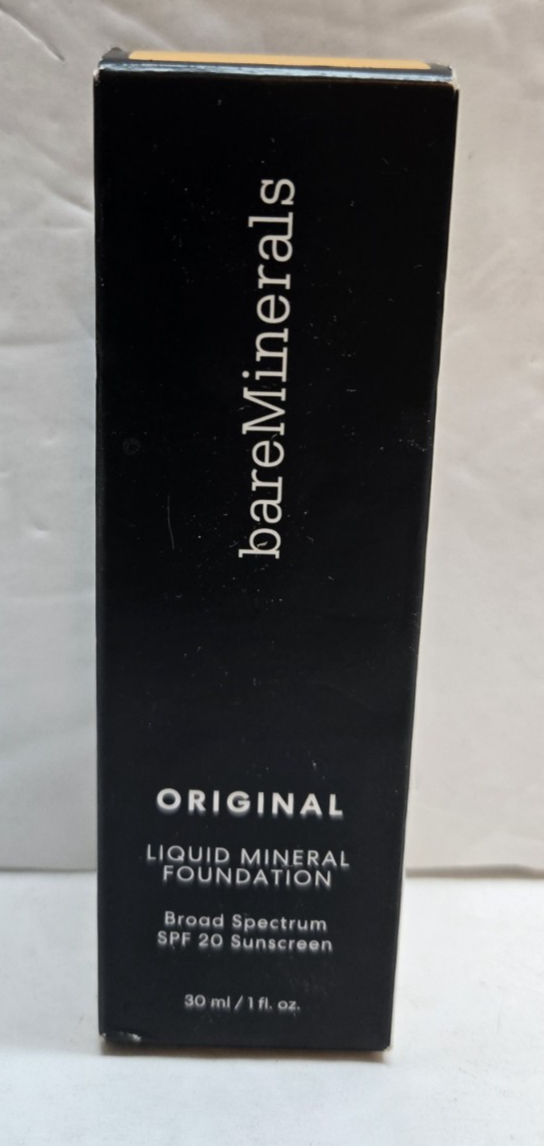 bareMinerals
ORIGINAL
LIQUID MINERAL
FOUNDATION
Broad Spectrum
SPF 20 Sunscreen
30 ml / 1 fl. oz.